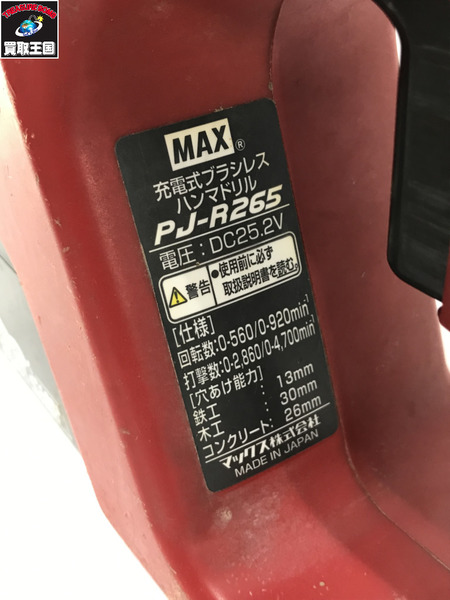 TREASURE KINGDOM
買取王国
MAX®
充電式ブラシレス
ハンマドリル
PJ-R265
電圧:DC25.2V
警告
●使用前に必ず
取扱説明書を読む。
[仕様]
回転数:0-560/0-920min⁻¹
打撃数:0-2,860/0-4,700min⁻¹
[穴あけ能力]
鉄工 : 13mm
木工 : 30mm
コンクリート: 26mm
マックス株式会社
MADE IN JAPAN